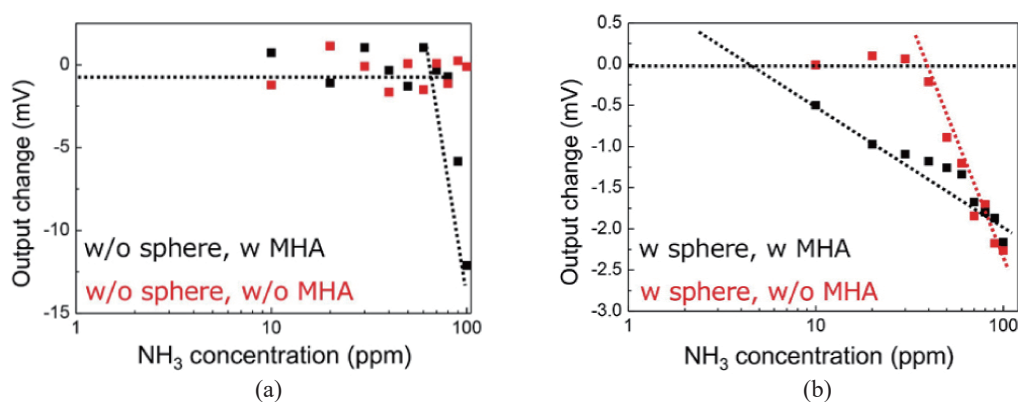 Output change (mV)
0
-5
-10
-15
w/o sphere, w MHA
w/o sphere, w/o MHA
1
10
100
NH₃ concentration (ppm)
(a)
Output change (mV)
0.5
0.0
-0.5
-1.0
-1.5
-2.0
-2.5
-3.0
w sphere, w MHA
w sphere, w/o MHA
1
10
100
NH₃ concentration (ppm)
(b)